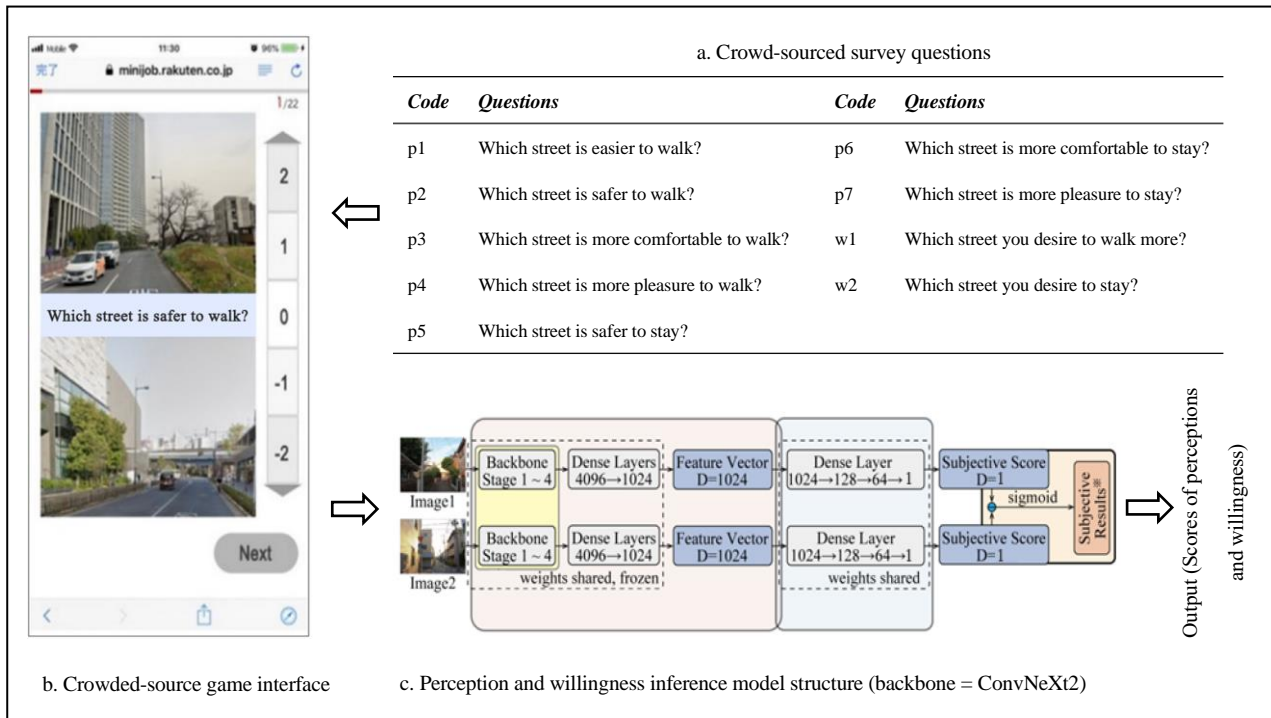 Mobile 11:30 96%
完了 minijob.rakuten.co.jp
1/22
2
1
0
-1
-2
Which street is safer to walk?
Next
b. Crowded-source game interface
a. Crowd-sourced survey questions
Code Questions Code Questions
p1 Which street is easier to walk? p6 Which street is more comfortable to stay?
p2 Which street is safer to walk? p7 Which street is more pleasure to stay?
p3 Which street is more comfortable to walk? w1 Which street you desire to walk more?
p4 Which street is more pleasure to walk? w2 Which street you desire to stay?
p5 Which street is safer to stay?
Image1
Backbone
Stage 1 ~ 4
Dense Layers
4096→1024
Feature Vector
D=1024
Dense Layer
1024→128→64→1
Subjective Score
D=1
sigmoid
Subjective
Results※
Image2
Backbone
Stage 1 ~ 4
Dense Layers
4096→1024
Feature Vector
D=1024
Dense Layer
1024→128→64→1
Subjective Score
D=1
weights shared, frozen
weights shared
Output (Scores of perceptions
and willingness)
c. Perception and willingness inference model structure (backbone = ConvNeXt2)